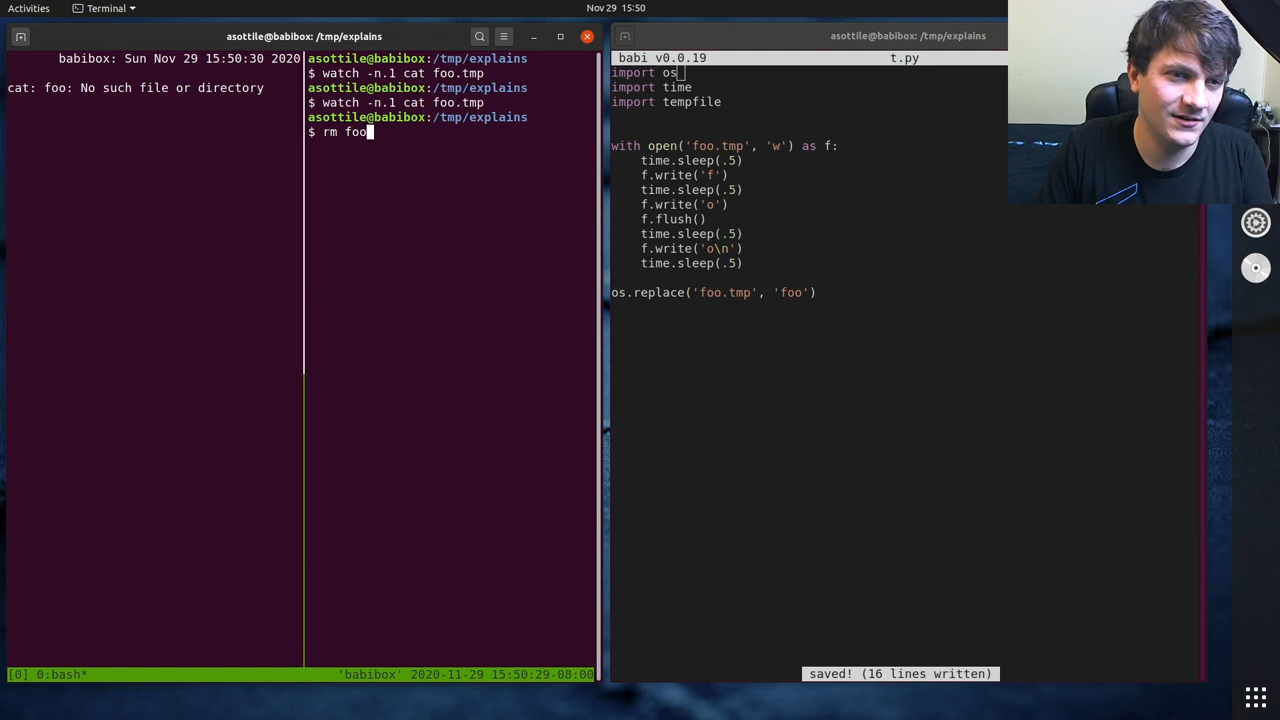 Activities
Terminal
Nov 29 15:50
asottile@babibox: /tmp/explains
babibox: Sun Nov 29 15:50:30 2020
cat: foo: No such file or directory
asottile@babibox:/tmp/explains
$ watch -n.1 cat foo.tmp
asottile@babibox:/tmp/explains
$ watch -n.1 cat foo.tmp
asottile@babibox:/tmp/explains
$ rm foo
[0] 0:bash*
'babibox' 2020-11-29 15:50:29-08:00
asottile@babibox: /tmp/explains
babi v0.0.19
t.py
import os
import time
import tempfile
with open('foo.tmp', 'w') as f:
    time.sleep(.5)
    f.write('f')
    time.sleep(.5)
    f.write('o')
    f.flush()
    time.sleep(.5)
    f.write('o\n')
    time.sleep(.5)
os.replace('foo.tmp', 'foo')
saved! (16 lines written)